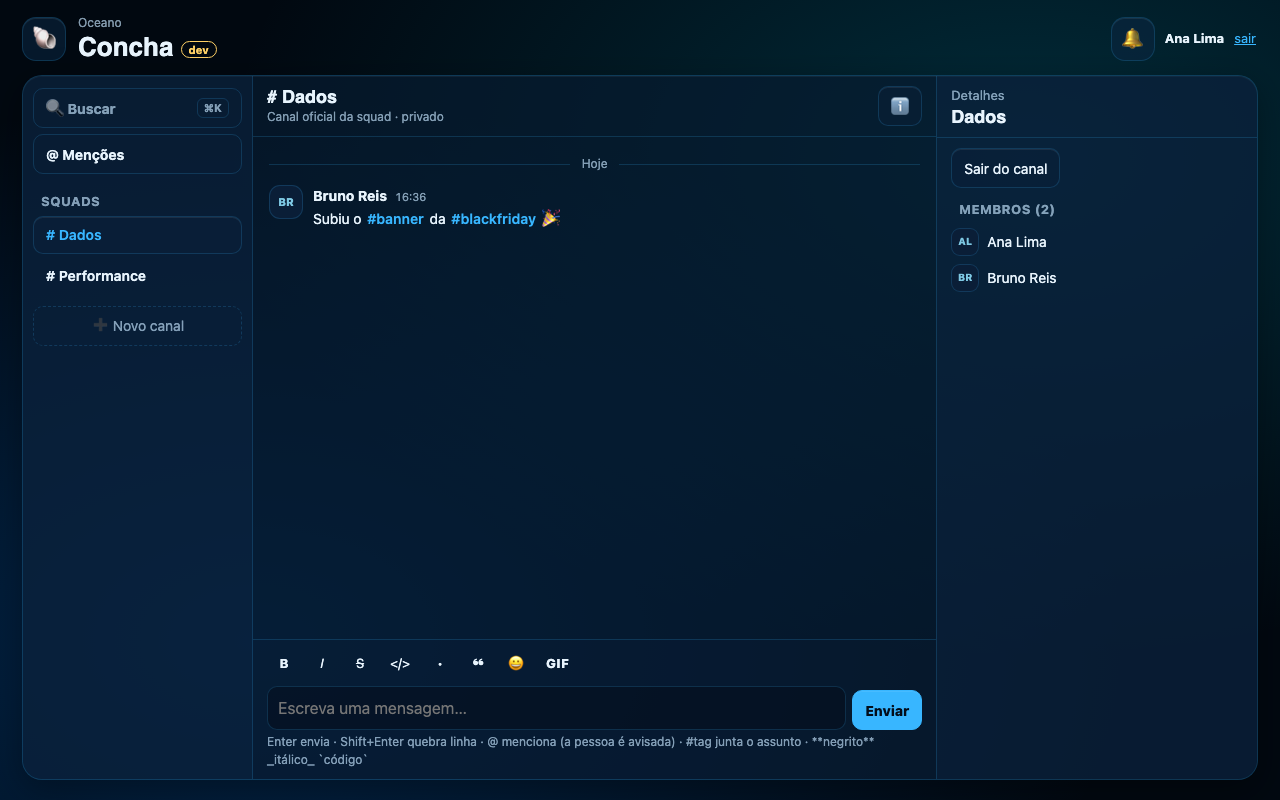 Oceano
Concha dev
Ana Lima sair
Buscar ⌘K
@ Menções
SQUADS
# Dados
# Performance
➕ Novo canal
# Dados
Canal oficial da squad · privado
Hoje
BR Bruno Reis 16:36
Subiu o #banner da #blackfriday 🎉
B I S </> • ❝ 😀 GIF
Escreva uma mensagem...
Enviar
Enter envia · Shift+Enter quebra linha · @ menciona (a pessoa é avisada) · #tag junta o assunto · **negrito**
_itálico_ `código`
Detalhes
Dados
Sair do canal
MEMBROS (2)
AL Ana Lima
BR Bruno Reis